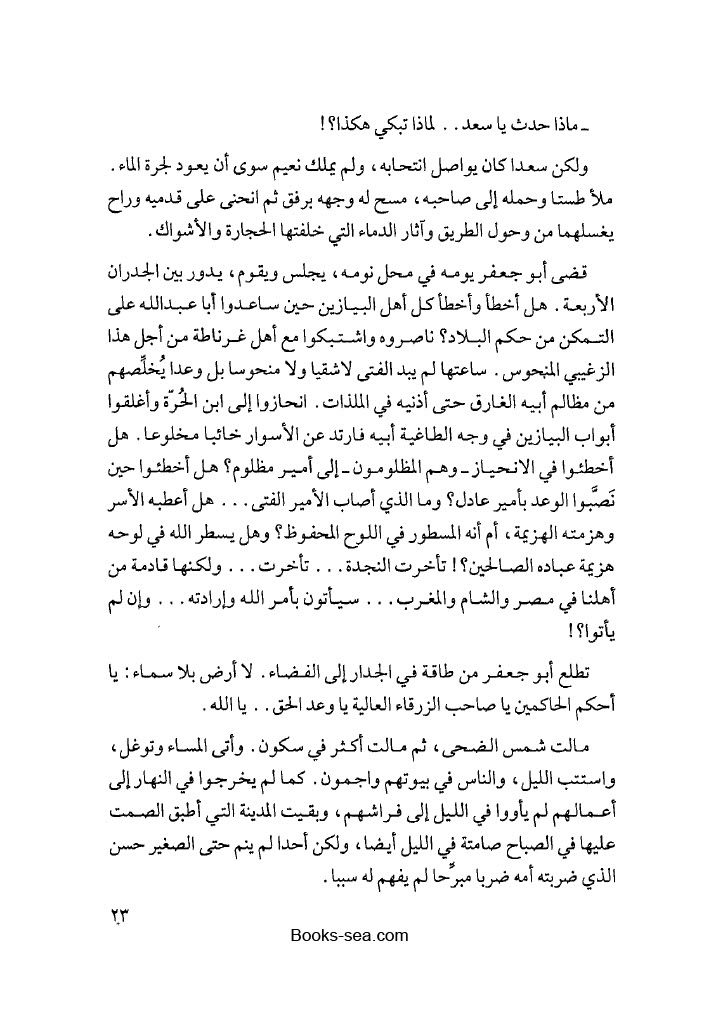 ـ ماذا حدث يا سعد . . لماذا تبكي هكذا؟!
ولكن سعدا كان يواصل انتحابه، ولم يملك نعيم سوى أن يعود لجرة الماء.
ملأ طستا وحمله إلى صاحبه، مسح له وجهه برفق ثم انحنى على قدميه وراح
يغسلهما من وحول الطريق وآثار الدماء التي خلفتها الحجارة والأشواك.
قضى أبو جعفر يومه في محل نومه، يجلس ويقوم، يدور بين الجدران
الأربعة. هل أخطأ وأخطأ كل أهل البيازين حين ساعدوا أبا عبدالله على
التمكن من حكم البلاد؟ ناصروه واشتبكوا مع أهل غرناطة من أجل هذا
الزغيبي المنحوس. ساعتها لم يبد الفتى لاشقيا ولا منحوسا بل وعدا يُخلِّصهم
من مظالم أبيه الغارق حتى أذنيه في الملذات. انحازوا إلى ابن الحُرّة وأغلقوا
أبواب البيازين في وجه الطاغية أبيه فارتد عن الأسوار خائبا مخلوعا. هل
أخطئوا في الانحياز ـ وهم المظلومون ـ إلى أمير مظلوم؟ هل أخطئوا حين
نَصَّبوا الوعد بأمير عادل؟ وما الذي أصاب الأمير الفتى . . . هل أعطبه الأسر
وهزمته الهزيمة، أم أنه المسطور في اللوح المحفوظ؟ وهل يسطر الله في لوحه
هزيمة عباده الصالحين؟! تأخرت النجدة . . . تأخرت . . . ولكنها قادمة من
أهلنا في مصر والشام والمغرب . . . سيأتون بأمر الله وإرادته . . . وإن لم
يأتوا؟!
تطلع أبو جعفر من طاقة في الجدار إلى الفضاء. لا أرض بلا سماء: يا
أحكم الحاكمين يا صاحب الزرقاء العالية يا وعد الحق . . يا الله.
مالت شمس الضحى، ثم مالت أكثر في سكون. وأتى المساء وتوغل،
واستتب الليل، والناس في بيوتهم واجمون. كما لم يخرجوا في النهار إلى
أعمالهم لم يأووا في الليل إلى فراشهم، وبقيت المدينة التي أطبق الصمت
عليها في الصباح صامتة في الليل أيضا، ولكن أحدا لم ينم حتى الصغير حسن
الذي ضربته أمه ضربا مبرِّحا لم يفهم له سببا.
٢٣
Books-sea.com